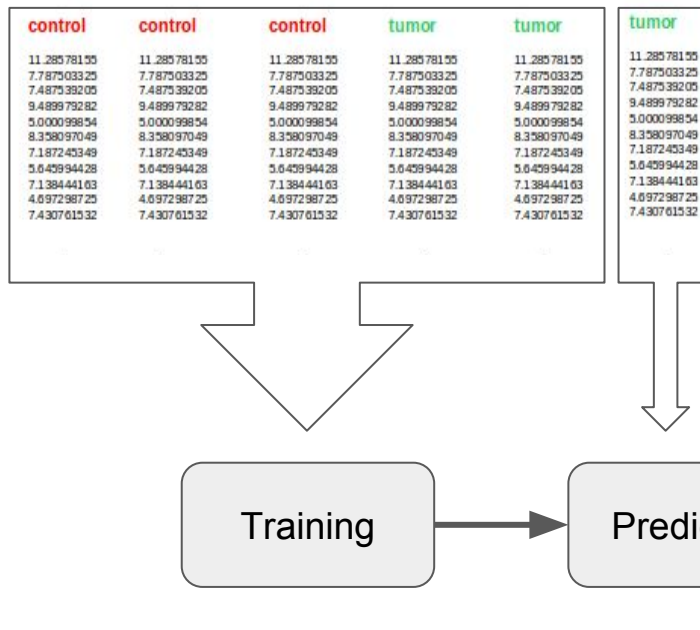 control control control tumor tumor tumor
11.28578155 11.28578155 11.28578155 11.28578155 11.28578155 11.28578155
7.787503325 7.787503325 7.787503325 7.787503325 7.787503325 7.787503325
7.487539205 7.487539205 7.487539205 7.487539205 7.487539205 7.487539205
9.489979282 9.489979282 9.489979282 9.489979282 9.489979282 9.489979282
5.000099854 5.000099854 5.000099854 5.000099854 5.000099854 5.000099854
8.358097049 8.358097049 8.358097049 8.358097049 8.358097049 8.358097049
7.187245349 7.187245349 7.187245349 7.187245349 7.187245349 7.187245349
5.645994428 5.645994428 5.645994428 5.645994428 5.645994428 5.645994428
7.138444163 7.138444163 7.138444163 7.138444163 7.138444163 7.138444163
4.697298725 4.697298725 4.697298725 4.697298725 4.697298725 4.697298725
7.430761532 7.430761532 7.430761532 7.430761532 7.430761532 7.430761532
Training Predi